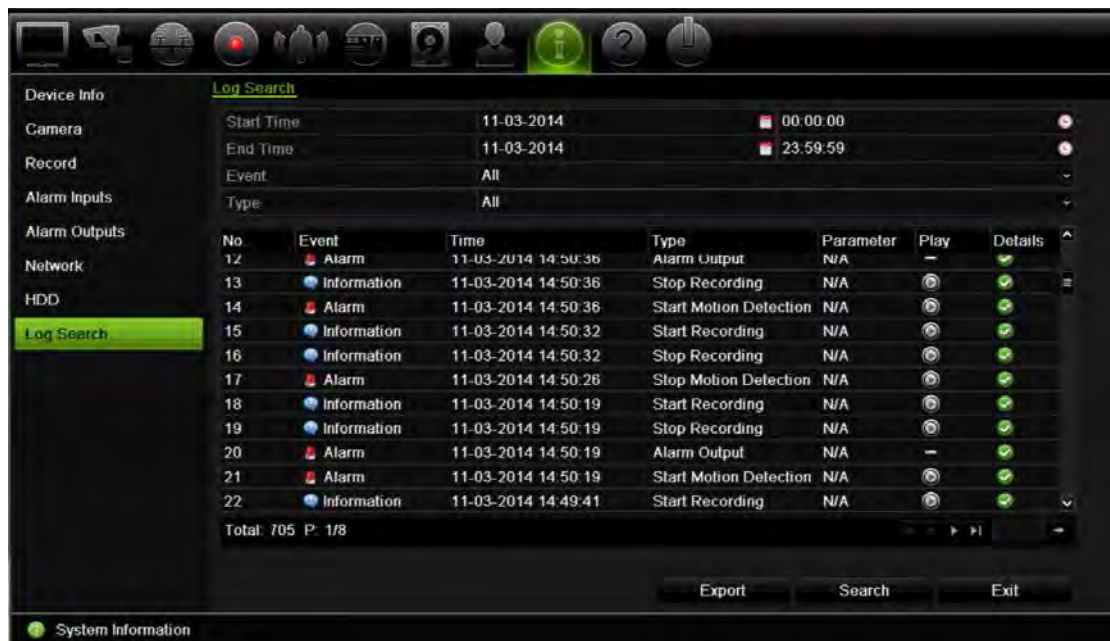 Device Info
Camera
Record
Alarm Inputs
Alarm Outputs
Network
HDD
Log Search
Log Search
Start Time 11-03-2014 00:00:00
End Time 11-03-2014 23:59:59
Event All
Type All
No. Event Time Type Parameter Play Details
12 Alarm 11-03-2014 14:50:36 Alarm Output N/A —
13 Information 11-03-2014 14:50:36 Stop Recording N/A
14 Alarm 11-03-2014 14:50:36 Start Motion Detection N/A
15 Information 11-03-2014 14:50:32 Start Recording N/A
16 Information 11-03-2014 14:50:32 Stop Recording N/A
17 Alarm 11-03-2014 14:50:26 Stop Motion Detection N/A
18 Information 11-03-2014 14:50:19 Start Recording N/A
19 Information 11-03-2014 14:50:19 Stop Recording N/A
20 Alarm 11-03-2014 14:50:19 Alarm Output N/A —
21 Alarm 11-03-2014 14:50:19 Start Motion Detection N/A
22 Information 11-03-2014 14:49:41 Start Recording N/A
Total: 705 P: 1/8
Export Search Exit
System Information